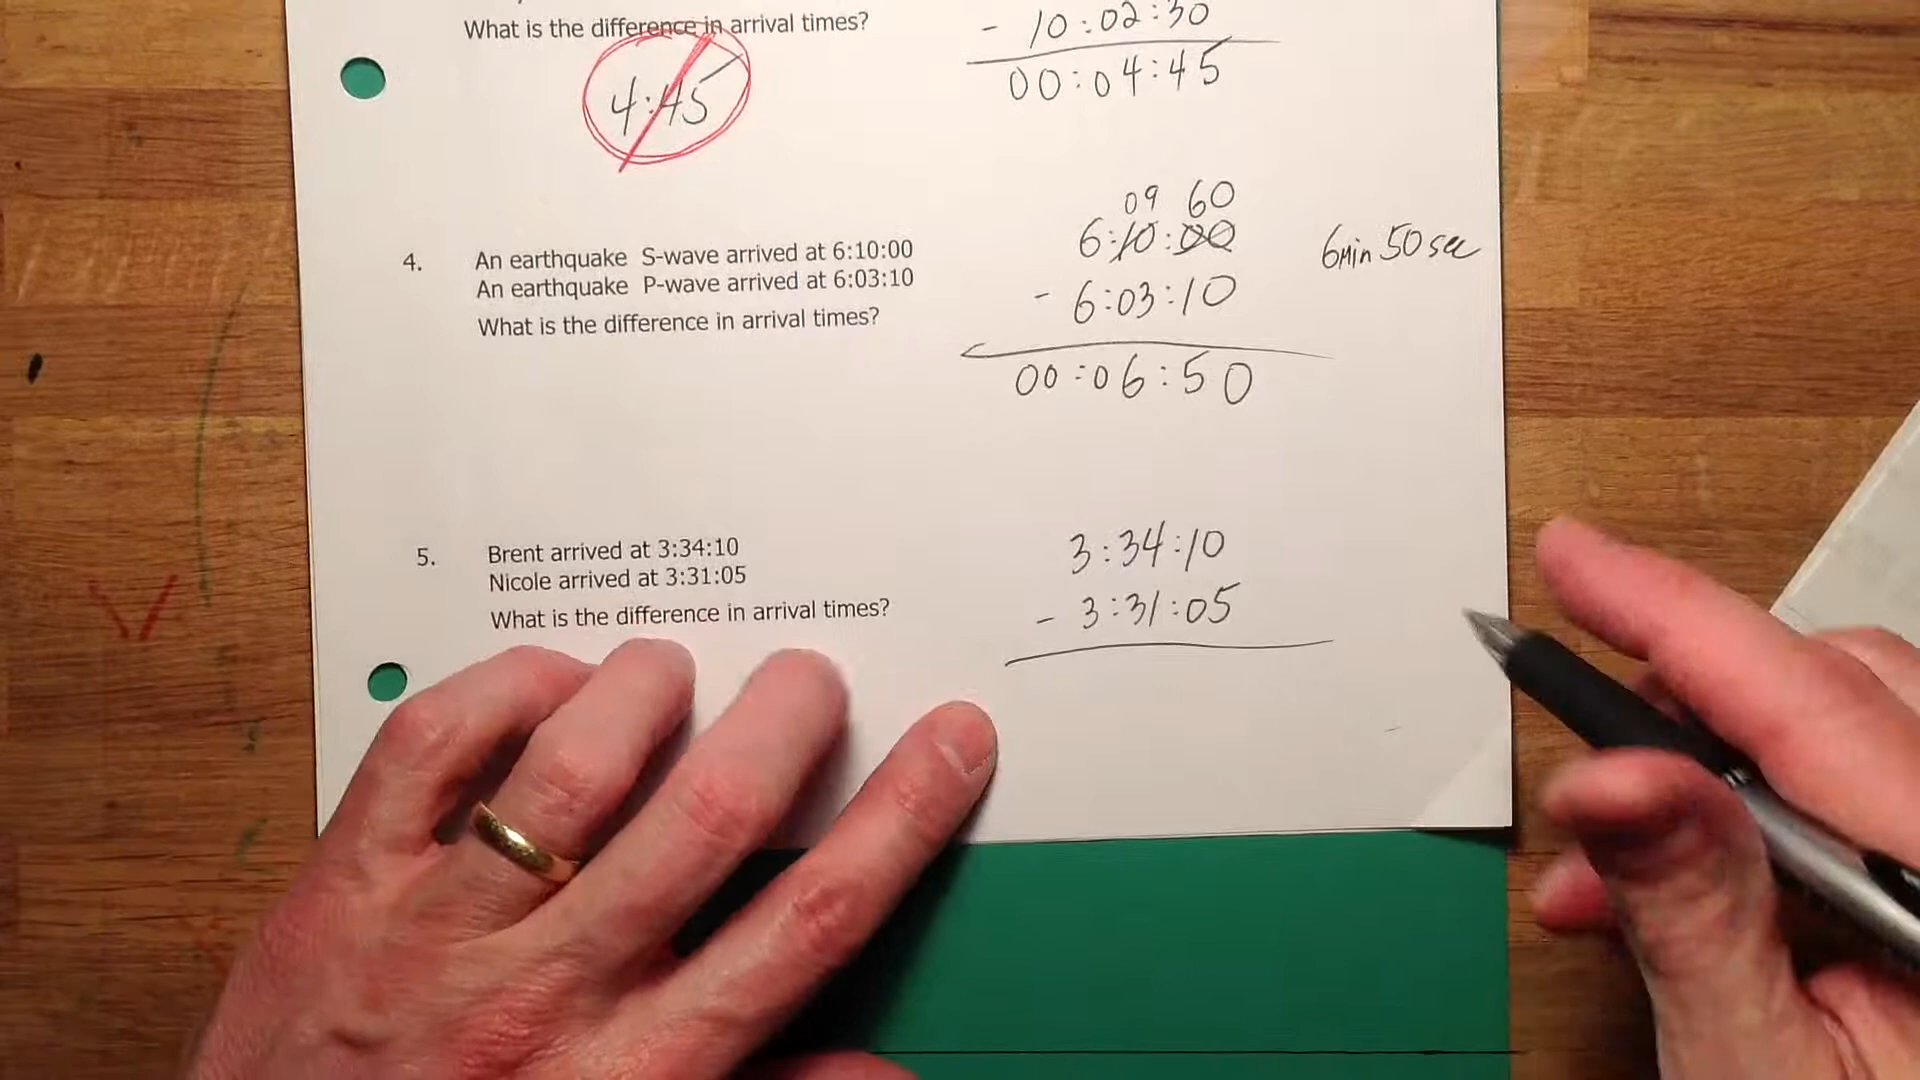 What is the difference in arrival times?
- 10:02:30
00:04:45
4:45
09 60
4. An earthquake S-wave arrived at 6:10:00
6:10:00
6min 50sec
An earthquake P-wave arrived at 6:03:10
- 6:03:10
What is the difference in arrival times?
00:06:50
5. Brent arrived at 3:34:10
3:34:10
Nicole arrived at 3:31:05
- 3:31:05
What is the difference in arrival times?